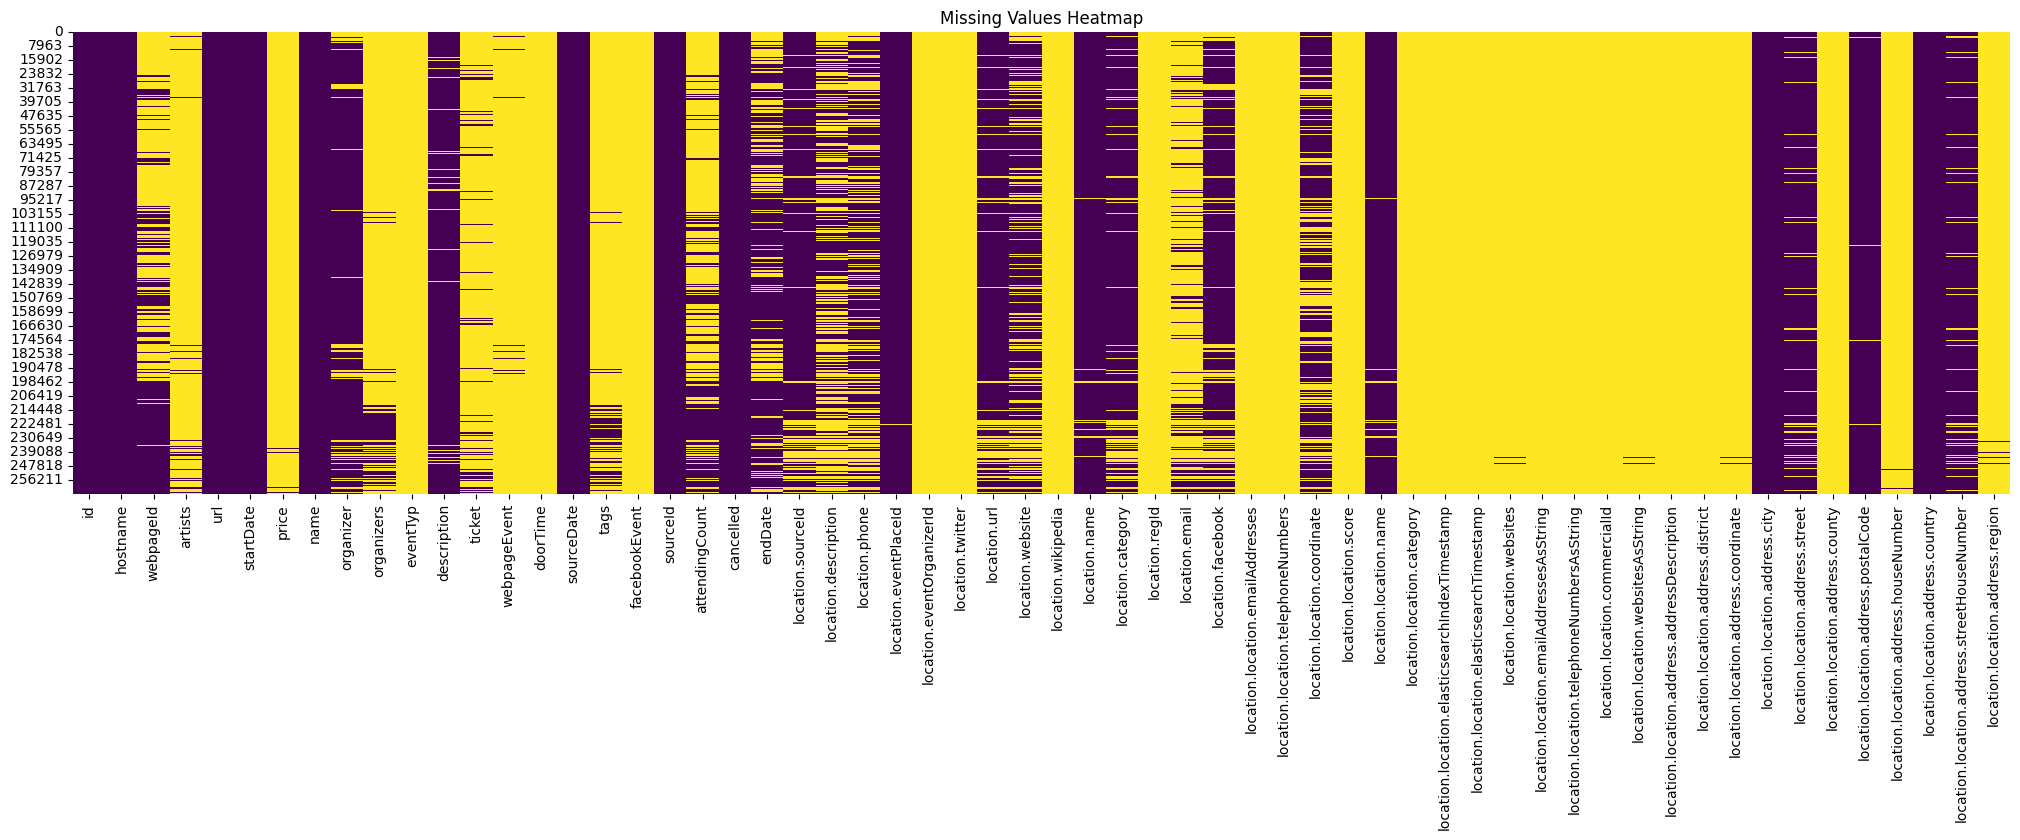 Missing Values Heatmap
0
7963
15902
23832
31763
39705
47635
55565
63495
71425
79357
87287
95217
103155
111100
119035
126979
134909
142839
150769
158699
166630
174564
182538
190478
198462
206419
214448
222481
230649
239088
247818
256211
id
hostname
webpageId
artists
url
startDate
price
name
organizer
organizers
eventTyp
description
ticket
webpageEvent
doorTime
sourceDate
tags
facebookEvent
sourceId
attendingCount
cancelled
endDate
location.sourceId
location.description
location.phone
location.eventPlaceId
location.eventOrganizerId
location.twitter
location.url
location.website
location.wikipedia
location.name
location.category
location.regId
location.email
location.facebook
location.location.emailAddresses
location.location.telephoneNumbers
location.location.coordinate
location.location.score
location.location.name
location.location.category
location.location.elasticsearchIndexTimestamp
location.location.elasticsearchTimestamp
location.location.websites
location.location.emailAddressesAsString
location.location.telephoneNumbersAsString
location.location.commercialId
location.location.websitesAsString
location.location.address.addressDescription
location.location.address.district
location.location.address.coordinate
location.location.address.city
location.location.address.street
location.location.address.county
location.location.address.postalCode
location.location.address.houseNumber
location.location.address.country
location.location.address.streetHouseNumber
location.location.address.region